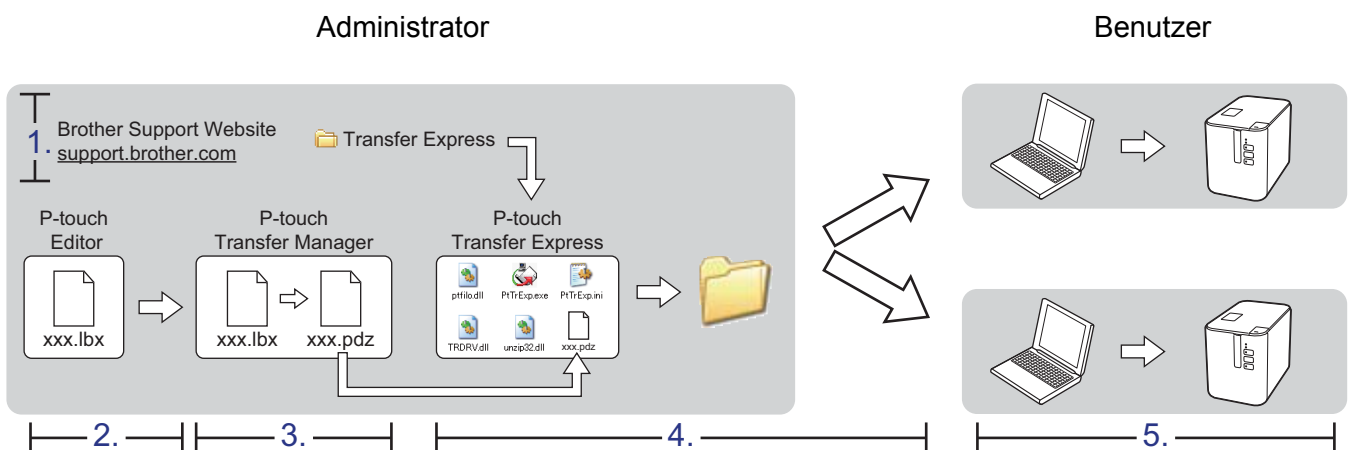 Administrator
Benutzer
1. Brother Support Website
support.brother.com
Transfer Express
P-touch
Editor
xxx.lbx
P-touch
Transfer Manager
xxx.lbx xxx.pdz
P-touch
Transfer Express
ptfilo.dll PtTrExp.exe PtTrExp.ini
TRDRV.dll unzip32.dll xxx.pdz
2. 3. 4. 5.